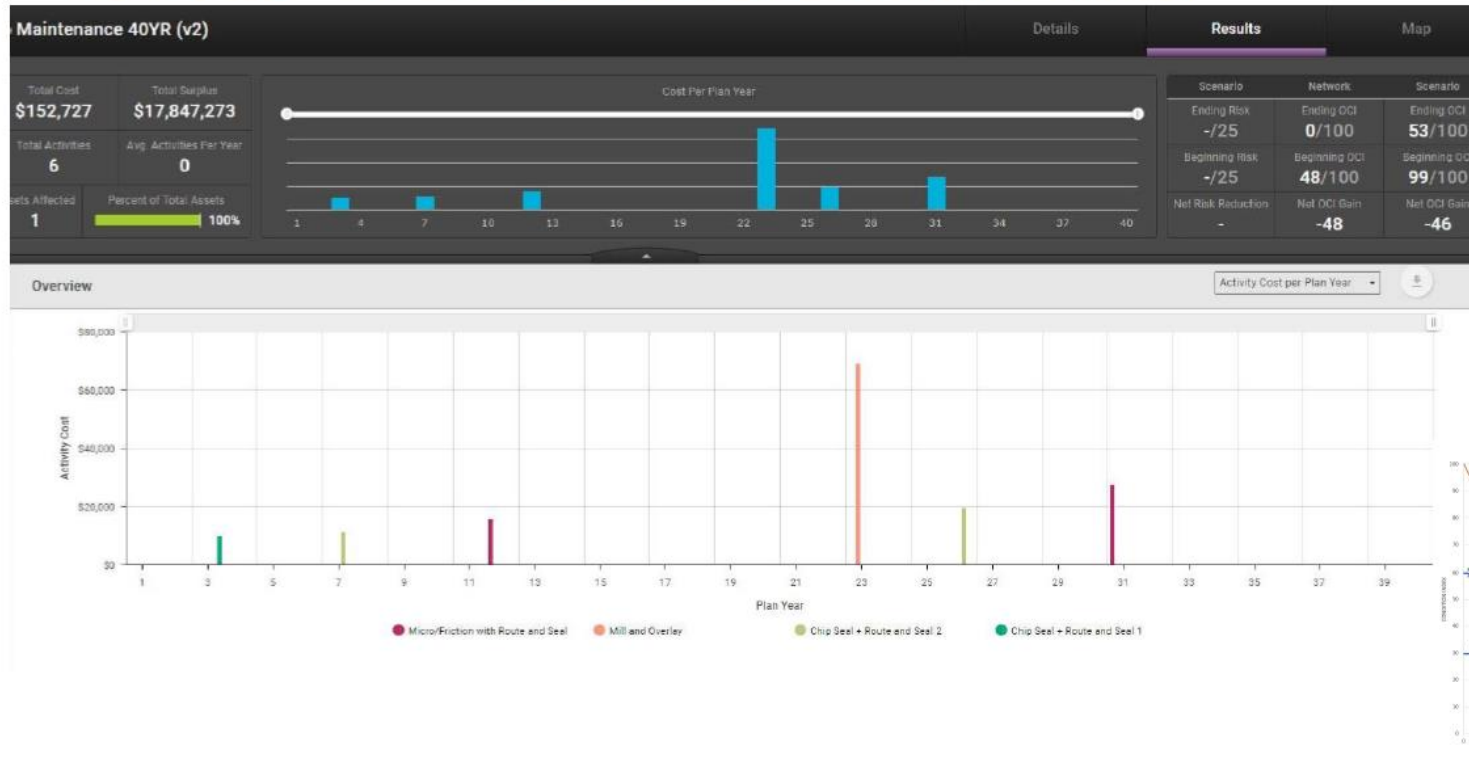 Maintenance 40YR (v2)
Details
Results
Map
Total Cost
$152,727
Total Surplus
$17,847,273
Total Activities
6
Avg. Activities Per Year
0
sets Affected
1
Percent of Total Assets
100%
Cost Per Plan Year
1 4 7 10 13 16 19 22 25 28 31 34 37 40
Scenario Network Scenario
Ending Risk Ending OCI Ending OCI
-/25 0/100 53/100
Beginning Risk Beginning OCI Beginning OC
-/25 48/100 99/100
Net Risk Reduction Net OCI Gain Net OCI Gain
- -48 -46
Overview
Activity Cost per Plan Year
$80,000
$60,000
$40,000
$20,000
$0
Activity Cost
1 3 5 7 9 11 13 15 17 19 21 23 25 27 29 31 33 35 37 39
Plan Year
Micro/Friction with Route and Seal
Mill and Overlay
Chip Seal + Route and Seal 2
Chip Seal + Route and Seal 1
100
90